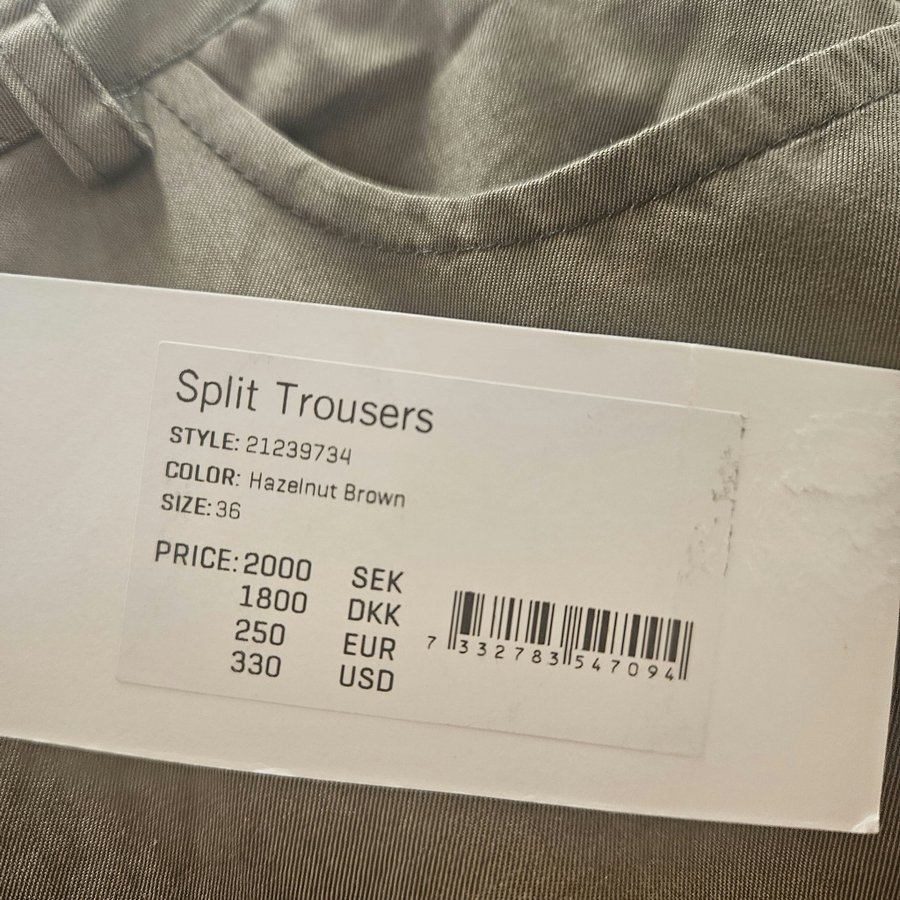 Split Trousers
STYLE: 21239734
COLOR: Hazelnut Brown
SIZE: 36
PRICE: 2000 SEK
1800 DKK
250 EUR
330 USD
7 332783 547094